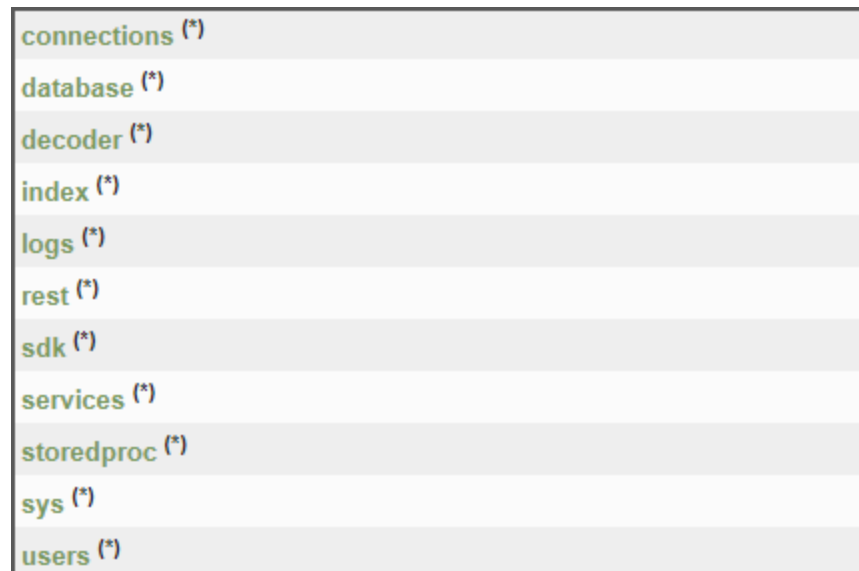 connections (*)
database (*)
decoder (*)
index (*)
logs (*)
rest (*)
sdk (*)
services (*)
storedproc (*)
sys (*)
users (*)